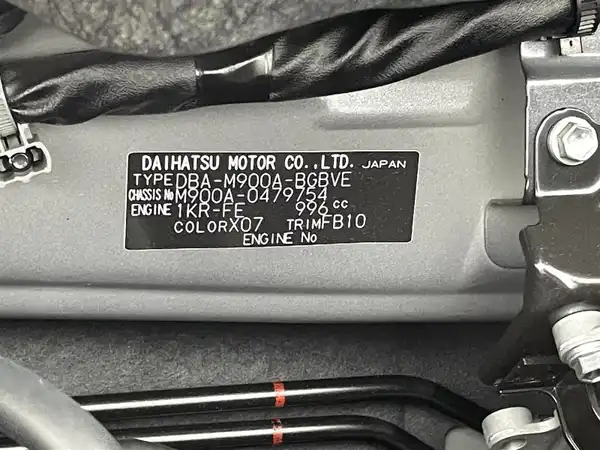 DAIHATSU MOTOR CO.,LTD. JAPAN
TYPE DBA-M900A-BGBVE
CHASSIS No M900A-0479754
ENGINE 1KR-FE 996 cc
COLOR X07 TRIM FB10
ENGINE No